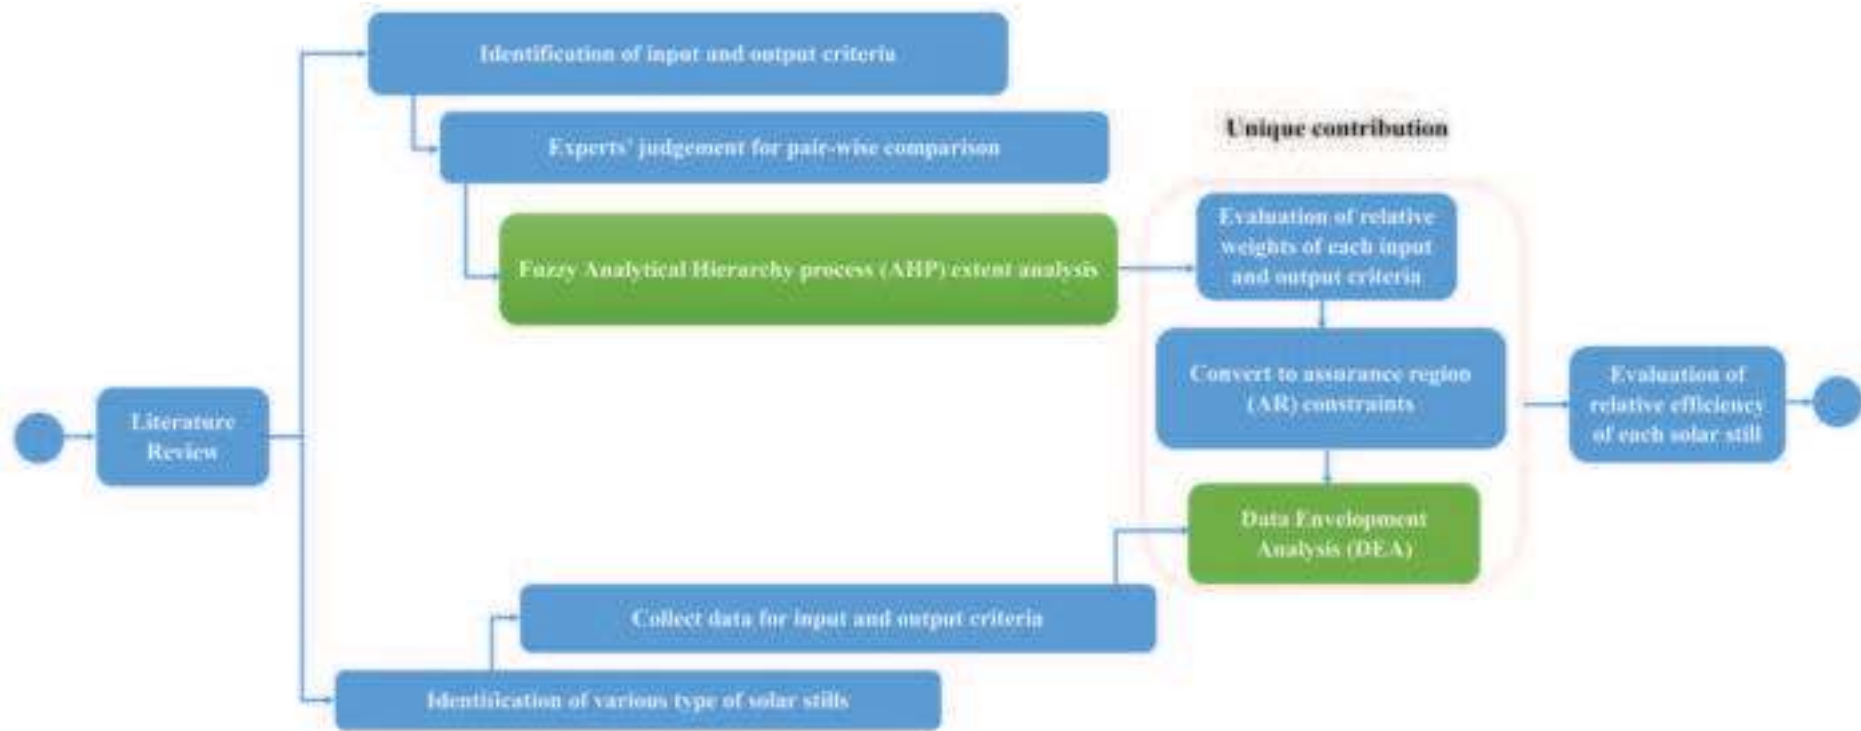 Identification of input and output criteria
Experts' judgement for pair-wise comparison
Unique contribution
Fuzzy Analytical Hierarchy process (AHP) extent analysis
Evaluation of relative
weights of each input
and output criteria
Convert to assurance region
(AR) constraints
Data Envelopment
Analysis (DEA)
Evaluation of
relative efficiency
of each solar still
Literature
Review
Collect data for input and output criteria
Identification of various type of solar stills